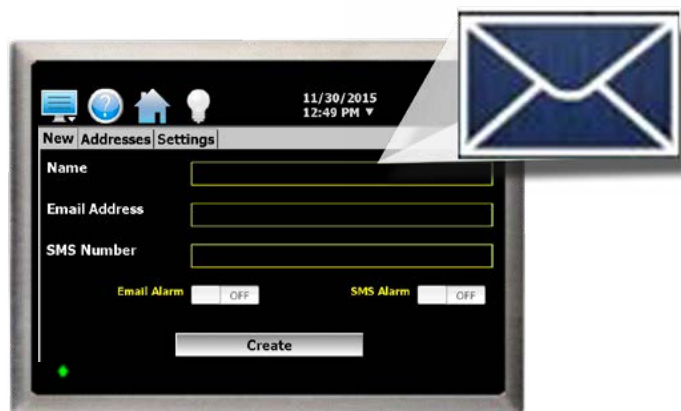 11/30/2015
12:49 PM ▼
New Addresses Settings
Name
Email Address
SMS Number
Email Alarm OFF SMS Alarm OFF
Create